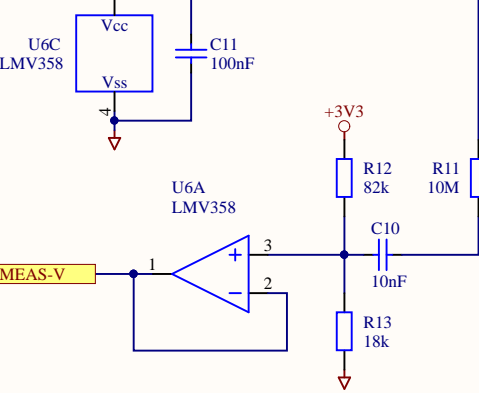 Vcc
U6C
LMV358
Vss
4
C11
100nF
+3V3
R12
82k
R11
10M
U6A
LMV358
C10
10nF
3
2
1
MEAS-V
R13
18k